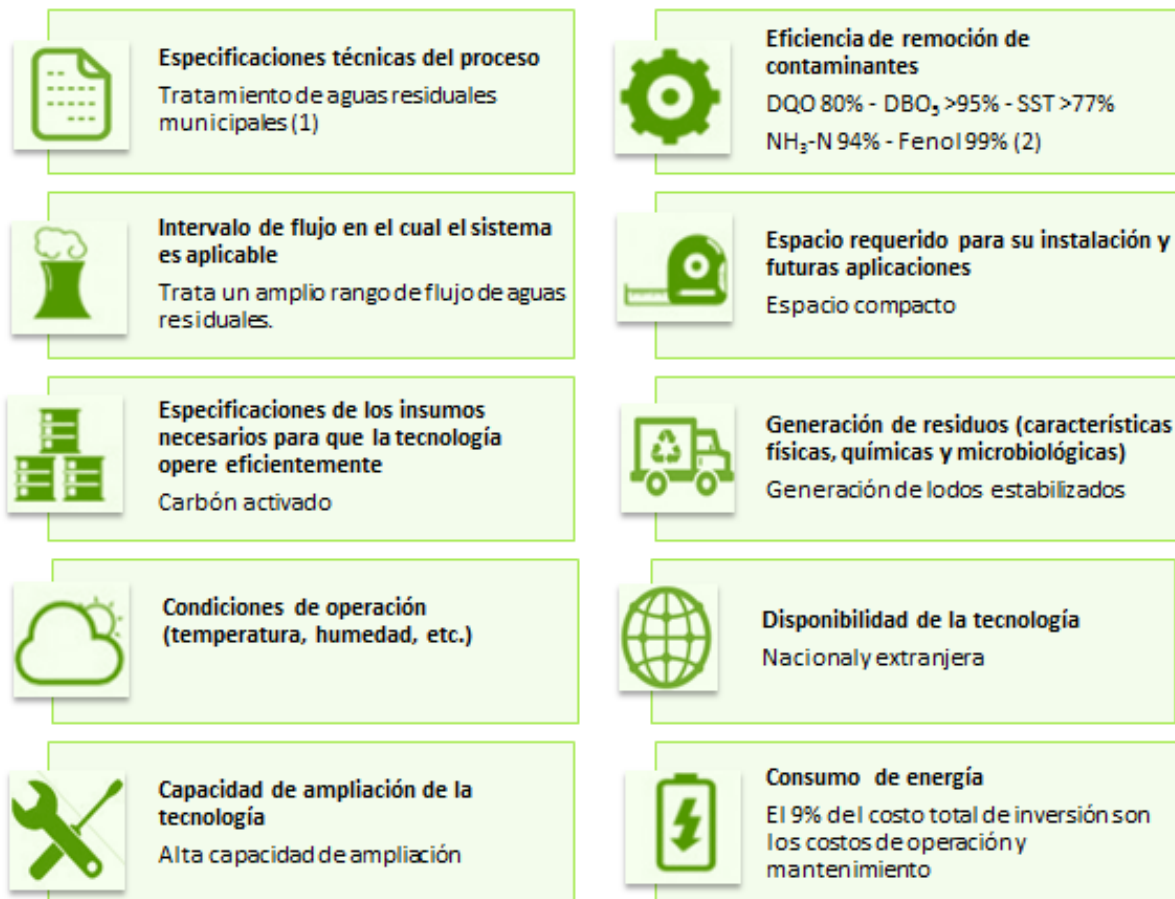 Especificaciones técnicas del proceso
Tratamiento de aguas residuales
municipales (1)
Eficiencia de remoción de
contaminantes
DQO 80% - DBO₅ >95% - SST >77%
NH₃-N 94% - Fenol 99% (2)
Intervalo de flujo en el cual el sistema
es aplicable
Trata un amplio rango de flujo de aguas
residuales.
Espacio requerido para su instalación y
futuras aplicaciones
Espacio compacto
Especificaciones de los insumos
necesarios para que la tecnología
opere eficientemente
Carbón activado
Generación de residuos (características
físicas, químicas y microbiológicas)
Generación de lodos estabilizados
Condiciones de operación
(temperatura, humedad, etc.)
Disponibilidad de la tecnología
Nacional y extranjera
Capacidad de ampliación de la
tecnología
Alta capacidad de ampliación
Consumo de energía
El 9% del costo total de inversión son
los costos de operación y
mantenimiento